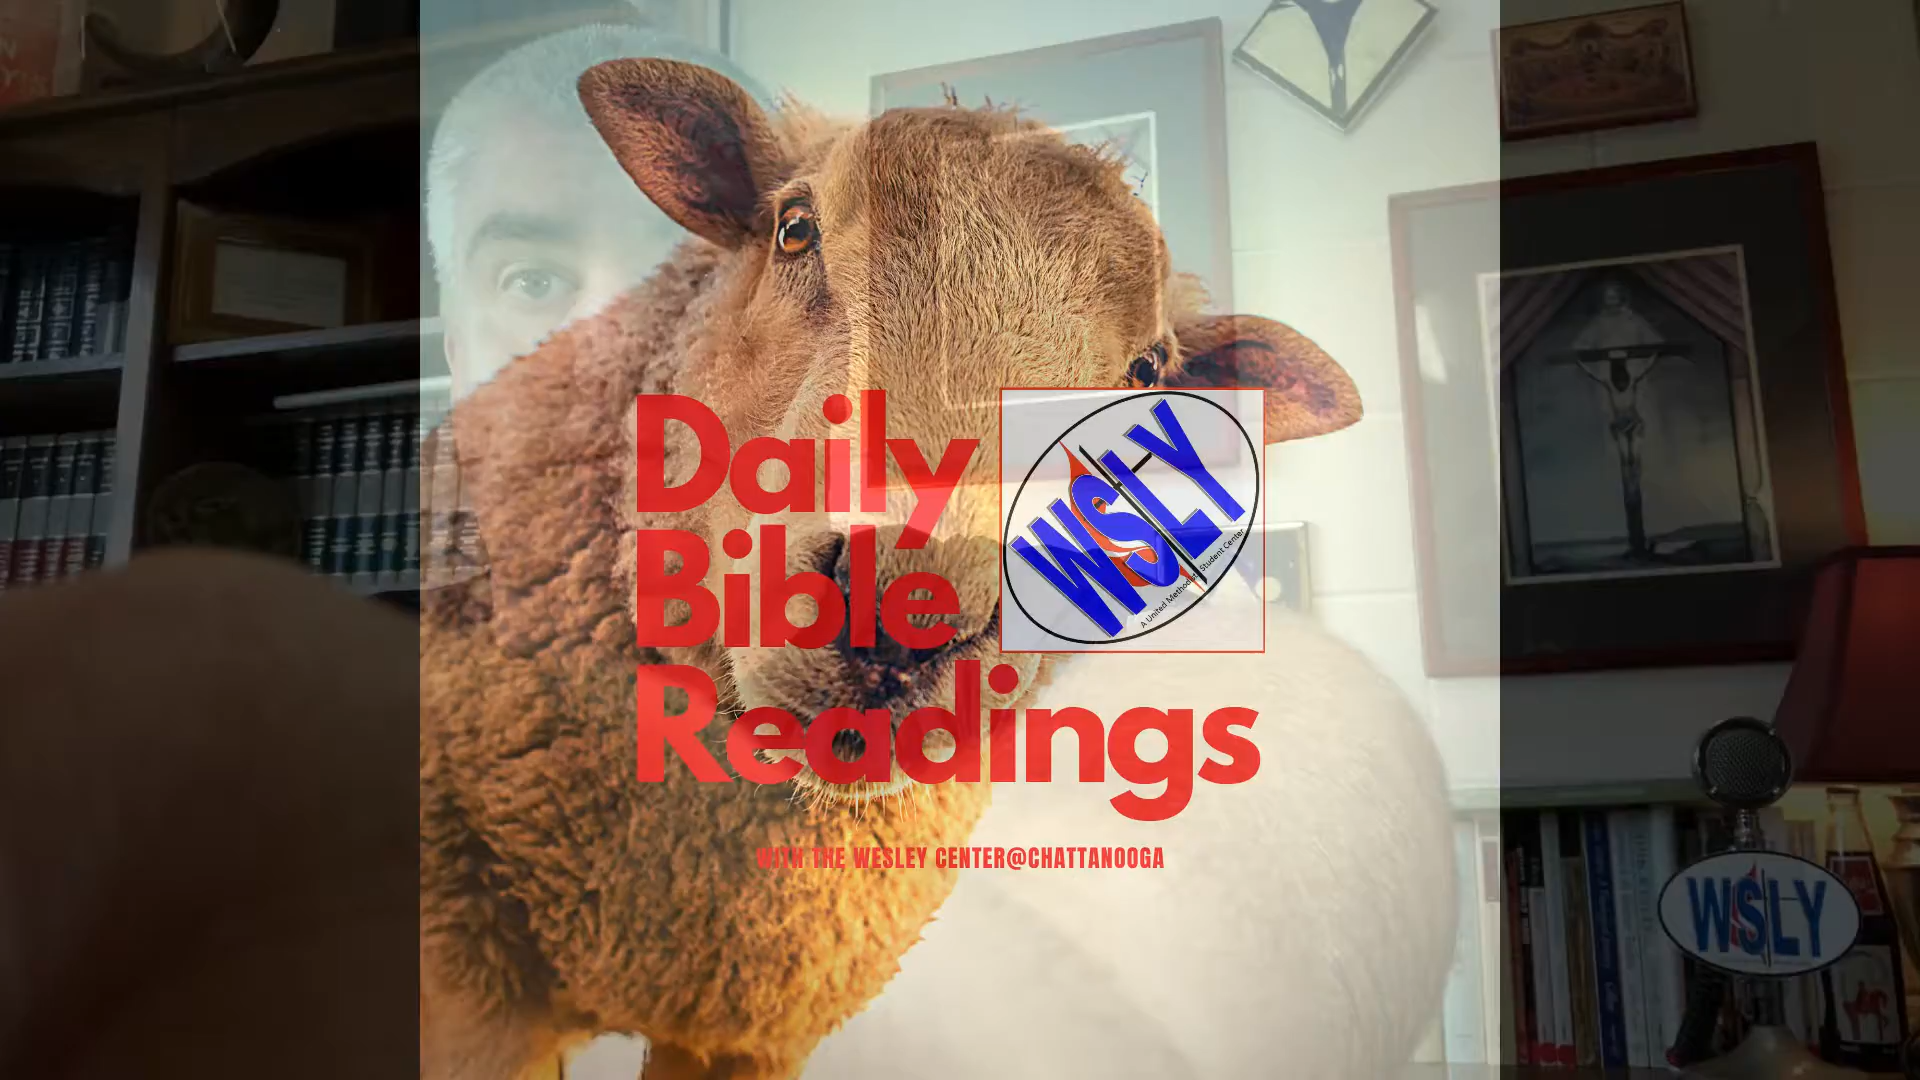 Daily
Bible
Readings
WSLY
A United Methodist Student Center
WITH THE WESLEY CENTER@CHATTANOOGA
WSLY